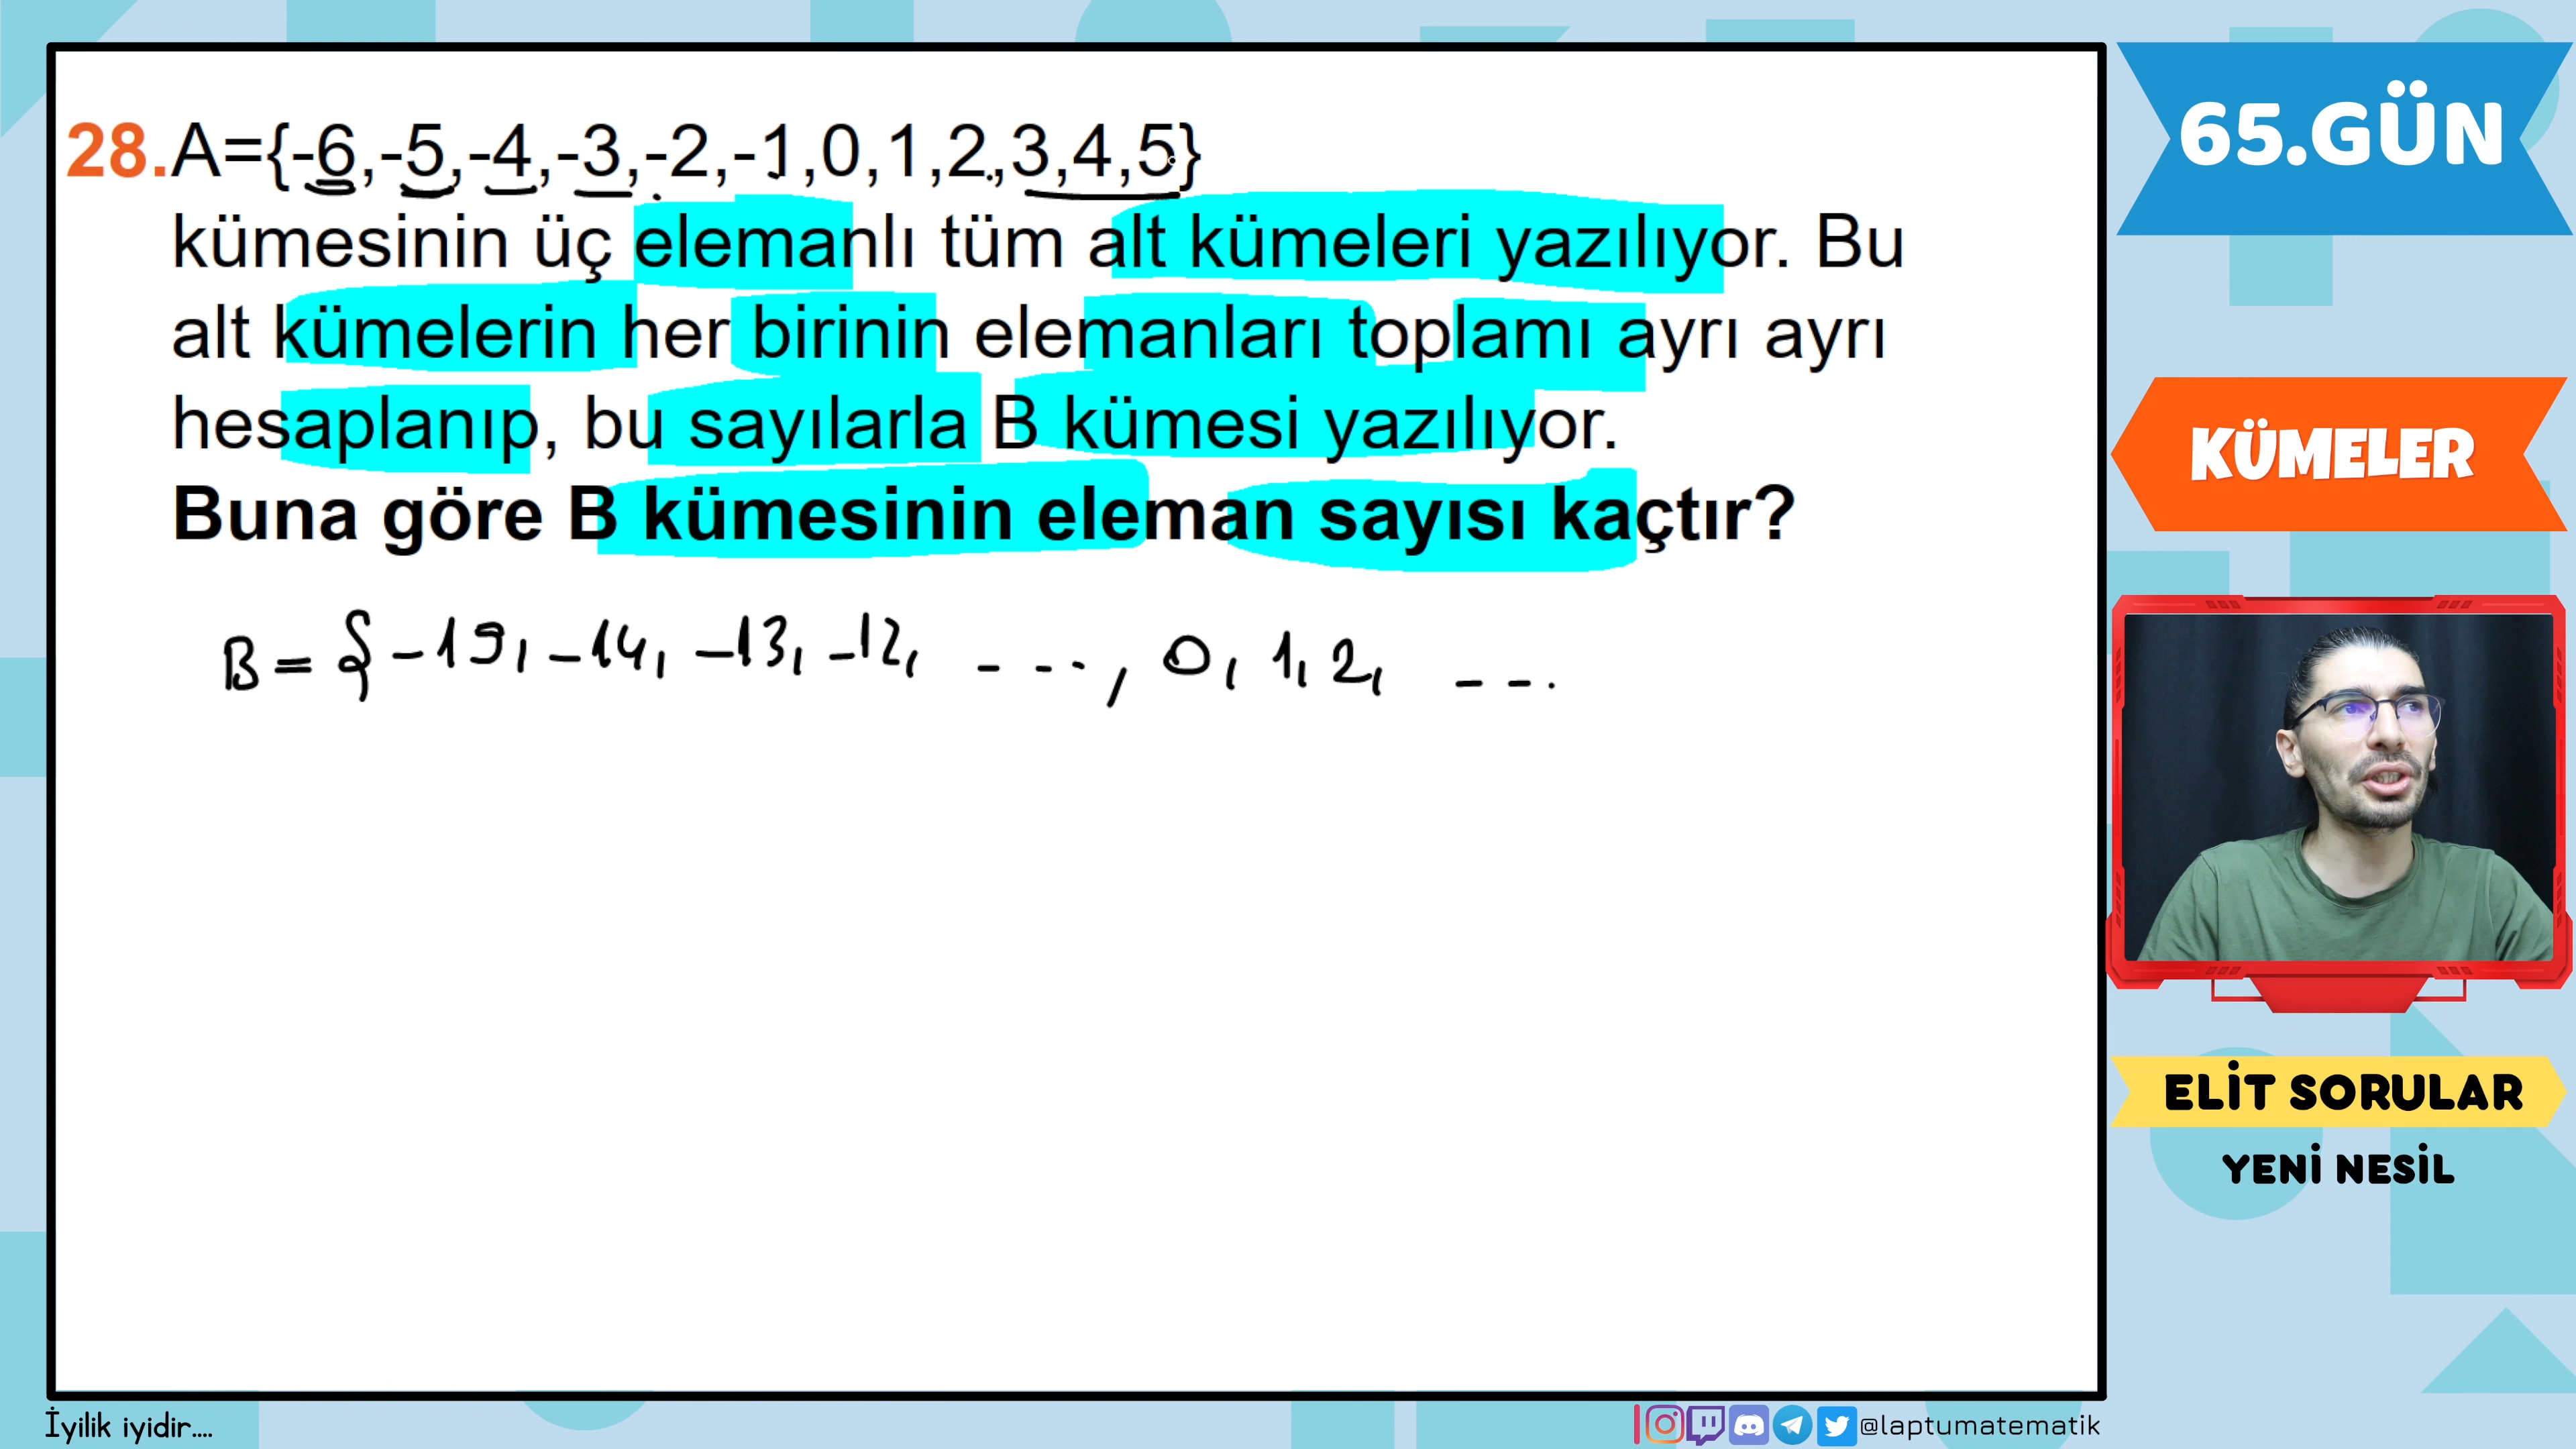 28. A={-6,-5,-4,-3,-2,-1,0,1,2,3,4,5}
kümesinin üç elemanlı tüm alt kümeleri yazılıyor. Bu
alt kümelerin her birinin elemanları toplamı ayrı ayrı
hesaplanıp, bu sayılarla B kümesi yazılıyor.
Buna göre B kümesinin eleman sayısı kaçtır?
B = { -15, -14, -13, -12, - - -, 0, 1, 2, - - .
65.GÜN
KÜMELER
ELİT SORULAR
YENİ NESİL
İyilik iyidir....
@laptumatematik